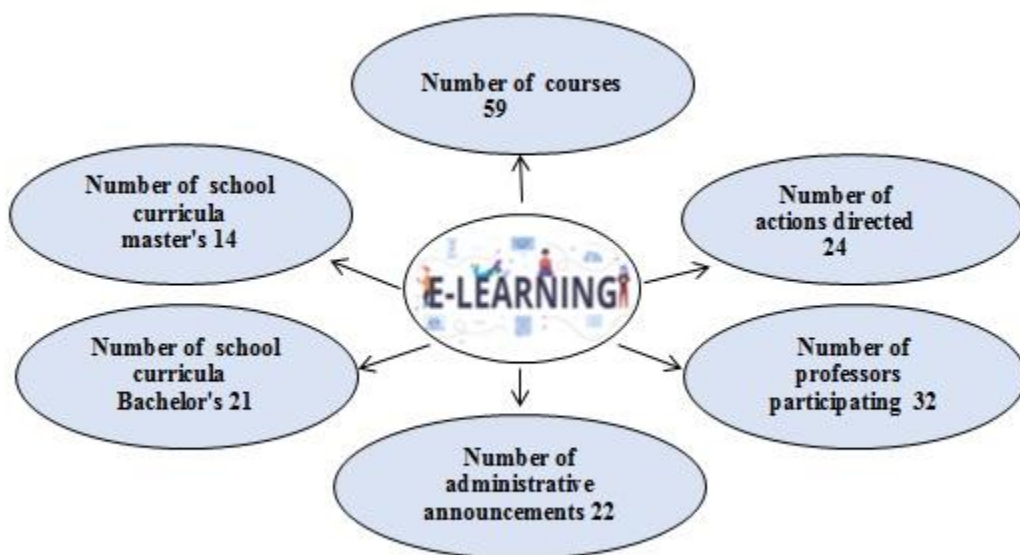 Number of courses
59
Number of school
curricula
master's 14
Number of
actions directed
24
E-LEARNING
Number of school
curricula
Bachelor's 21
Number of
professors
participating 32
Number of
administrative
announcements 22